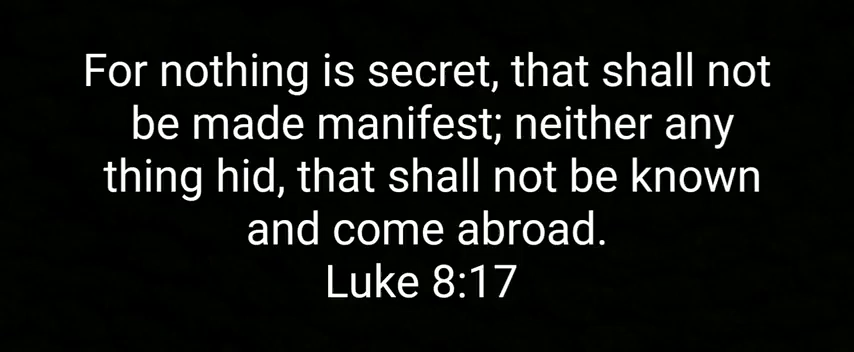 For nothing is secret, that shall not
be made manifest; neither any
thing hid, that shall not be known
and come abroad.
Luke 8:17